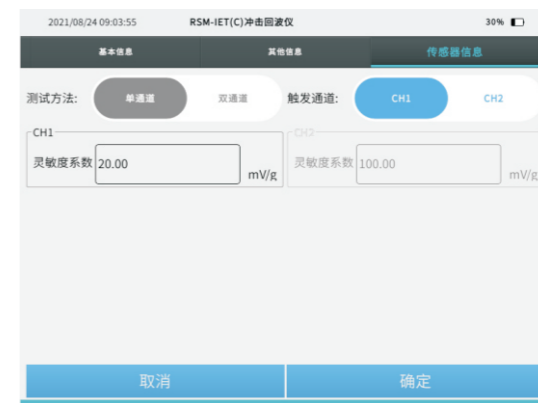 2021/08/24 09:03:55 RSM-IET(C)冲击回波仪 30%
基本信息 其他信息 传感器信息
测试方法: 单通道 双通道 触发通道: CH1 CH2
CH1 CH2
灵敏度系数 20.00 mV/g 灵敏度系数 100.00 mV/g
取消 确定